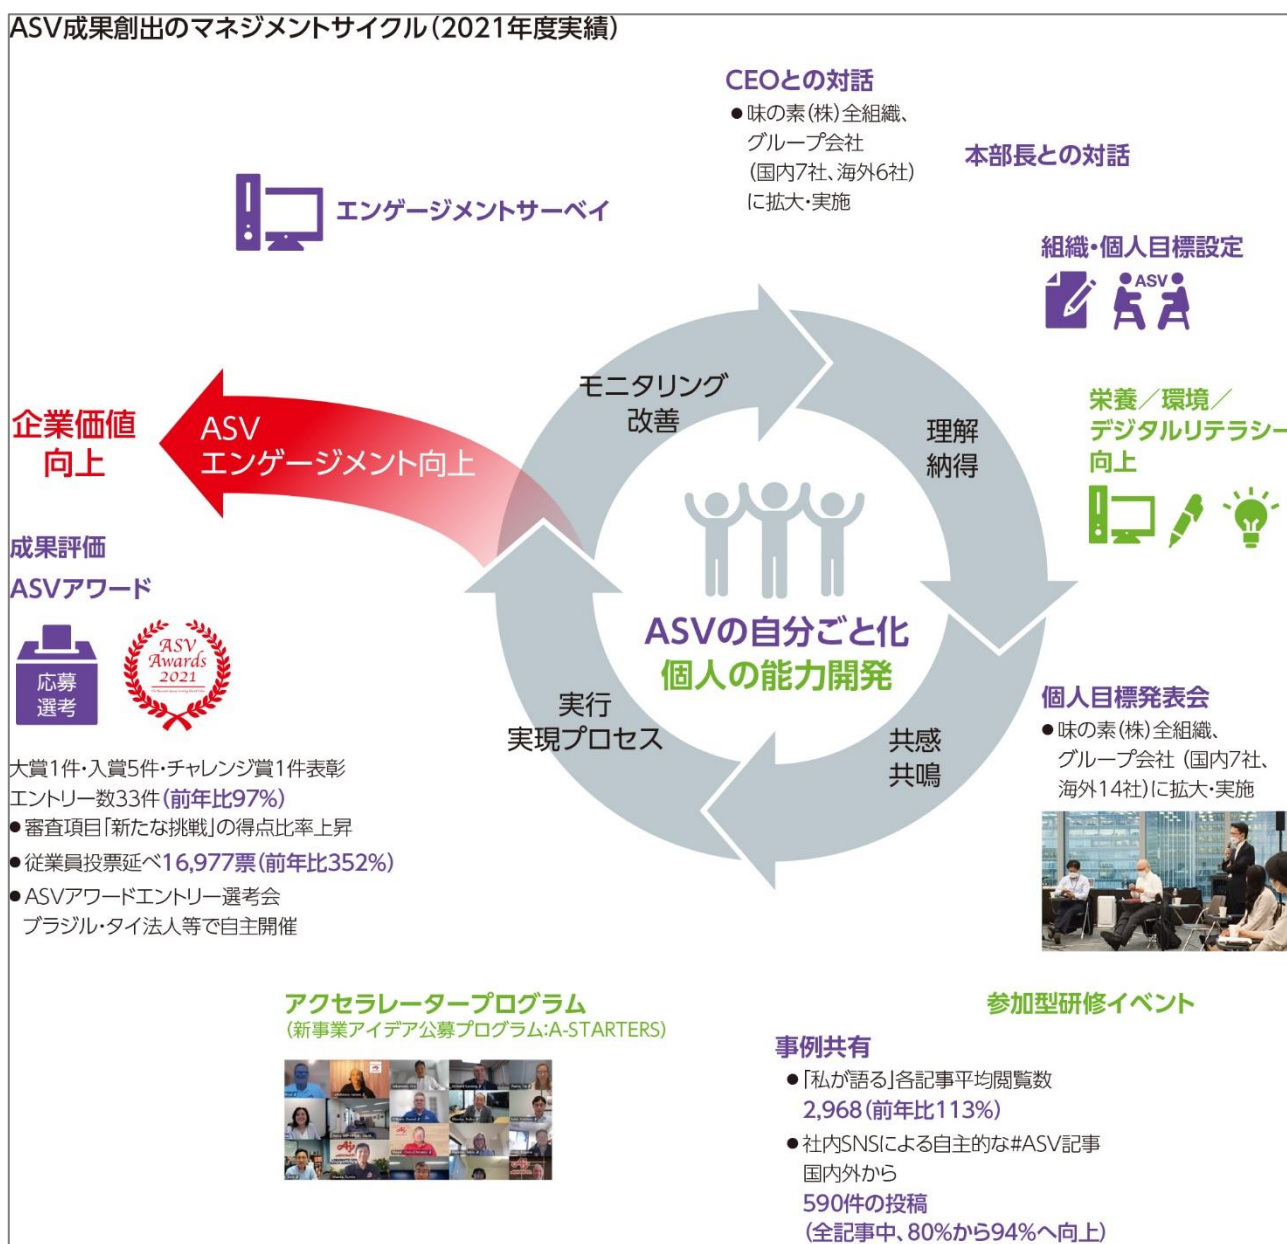 ASV成果創出のマネジメントサイクル(2021年度実績)
CEOとの対話
●味の素(株)全組織、
グループ会社
(国内7社、海外6社)
に拡大・実施
本部長との対話
エンゲージメントサーベイ
組織・個人目標設定
ASV
モニタリング
改善
理解
納得
栄養／環境／
デジタルリテラシー
向上
企業価値
向上
ASV
エンゲージメント向上
ASVの自分ごと化
個人の能力開発
成果評価
ASVアワード
応募
選考
ASV
Awards
2021
実行
実現プロセス
共感
共鳴
個人目標発表会
●味の素(株)全組織、
グループ会社 (国内7社、
海外14社)に拡大・実施
大賞1件・入賞5件・チャレンジ賞1件表彰
エントリー数33件(前年比97%)
●審査項目「新たな挑戦」の得点比率上昇
●従業員投票延べ16,977票(前年比352%)
●ASVアワードエントリー選考会
ブラジル・タイ法人等で自主開催
アクセラレータープログラム
(新事業アイデア公募プログラム:A-STARTERS)
参加型研修イベント
事例共有
●「私が語る」各記事平均閲覧数
2,968(前年比113%)
●社内SNSによる自主的な#ASV記事
国内外から
590件の投稿
(全記事中、80%から94%へ向上)